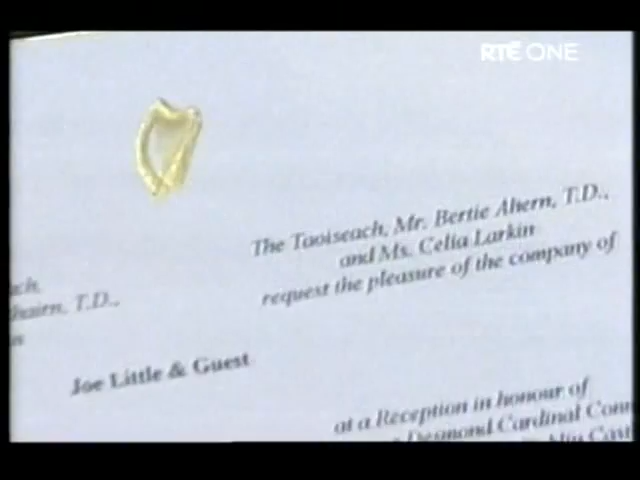 RTÉ ONE
The Taoiseach, Mr. Bertie Ahern, T.D.,
and Ms. Celia Larkin
request the pleasure of the company of
T.D.,
Joe Little & Guest
at a Reception in honour of
Desmond Cardinal Conn